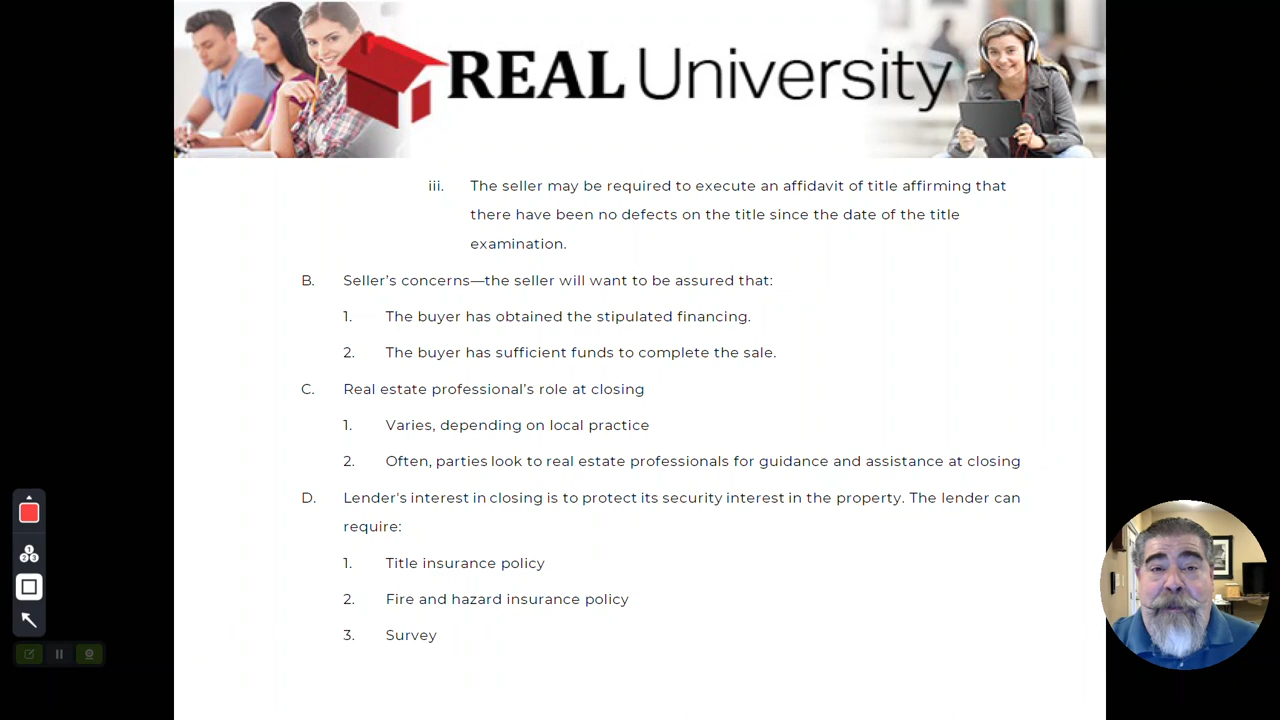 REAL University
iii. The seller may be required to execute an affidavit of title affirming that
there have been no defects on the title since the date of the title
examination.
B. Seller's concerns—the seller will want to be assured that:
1. The buyer has obtained the stipulated financing.
2. The buyer has sufficient funds to complete the sale.
C. Real estate professional's role at closing
1. Varies, depending on local practice
2. Often, parties look to real estate professionals for guidance and assistance at closing
D. Lender's interest in closing is to protect its security interest in the property. The lender can
require:
1. Title insurance policy
2. Fire and hazard insurance policy
3. Survey